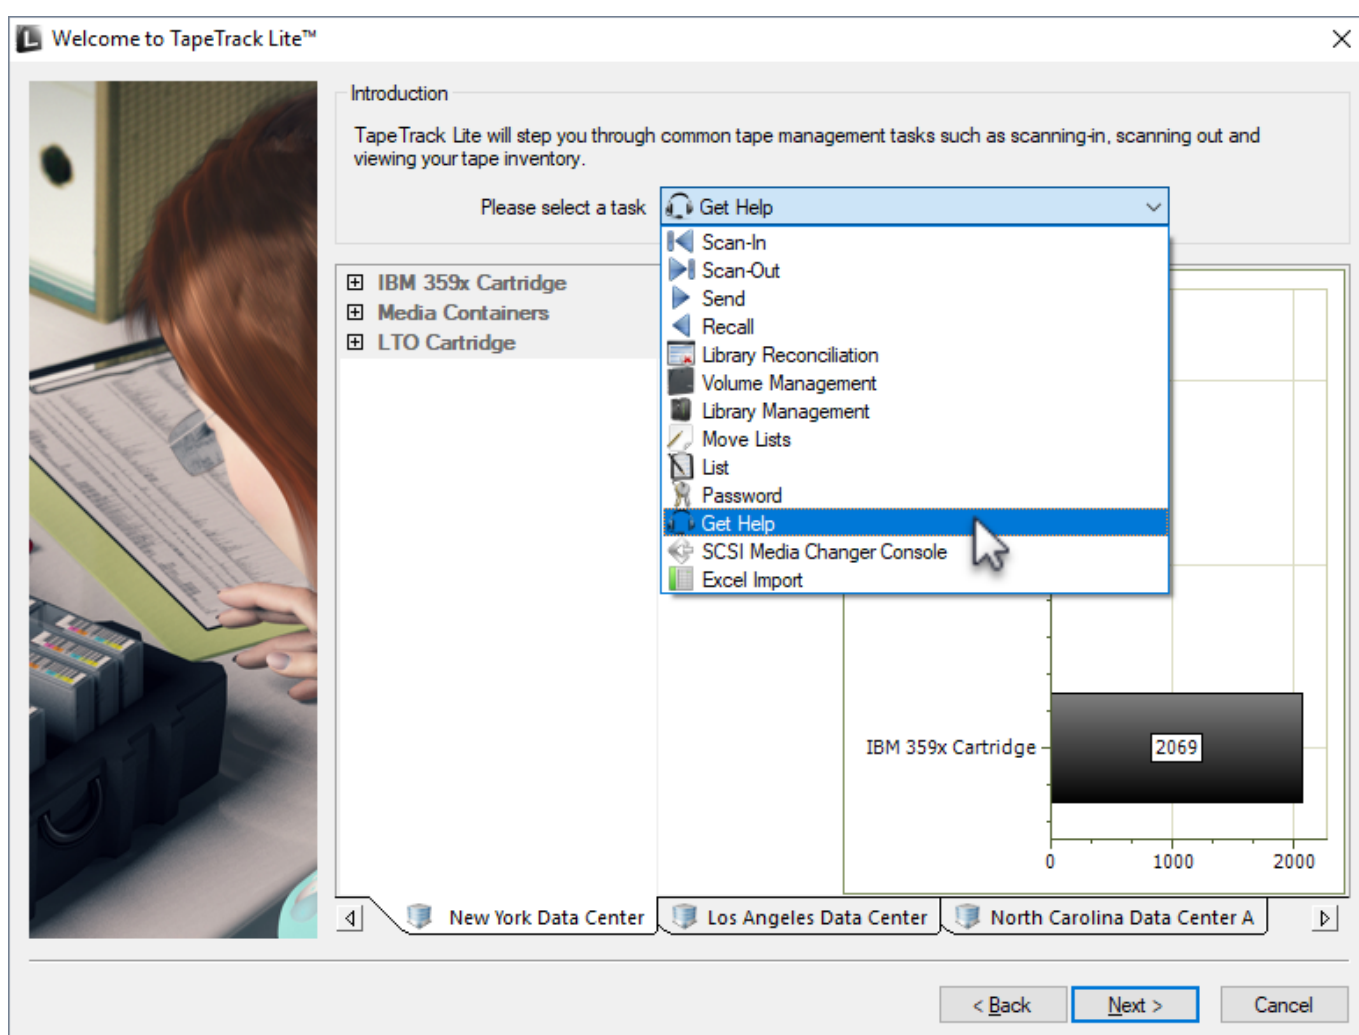 Welcome to TapeTrack Lite™
Introduction
TapeTrack Lite will step you through common tape management tasks such as scanning-in, scanning out and
viewing your tape inventory.
Please select a task
Get Help
Scan-In
Scan-Out
Send
Recall
Library Reconciliation
Volume Management
Library Management
Move Lists
List
Password
Get Help
SCSI Media Changer Console
Excel Import
IBM 359x Cartridge
Media Containers
LTO Cartridge
IBM 359x Cartridge
2069
0 1000 2000
New York Data Center Los Angeles Data Center North Carolina Data Center A
< Back Next > Cancel